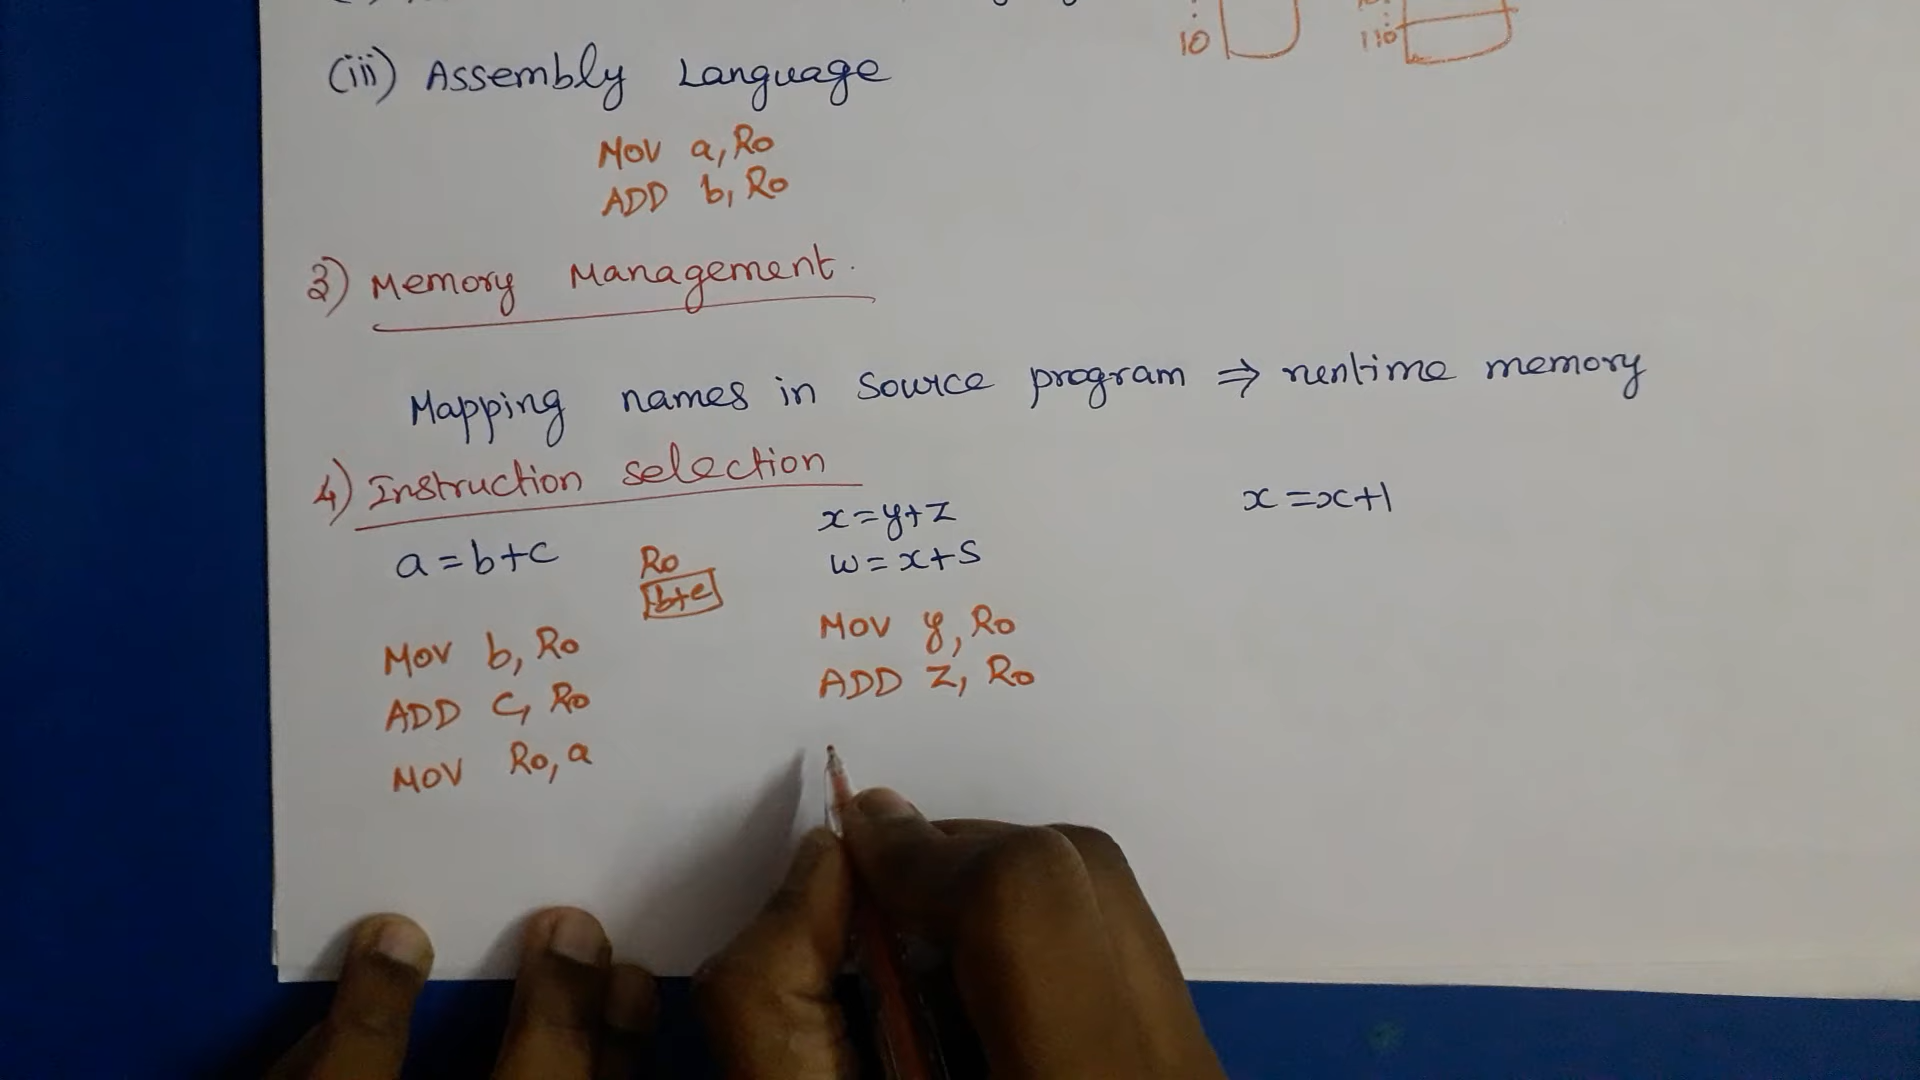 10
110
(iii) Assembly Language
MOV a, R0
ADD b, R0
3) Memory Management.
Mapping names in source program ⇒ runtime memory
4) Instruction selection
a = b + c
R0
b+c
MOV b, R0
ADD C, R0
MOV R0, a
x = y + z
w = x + s
MOV y, R0
ADD z, R0
x = x + 1